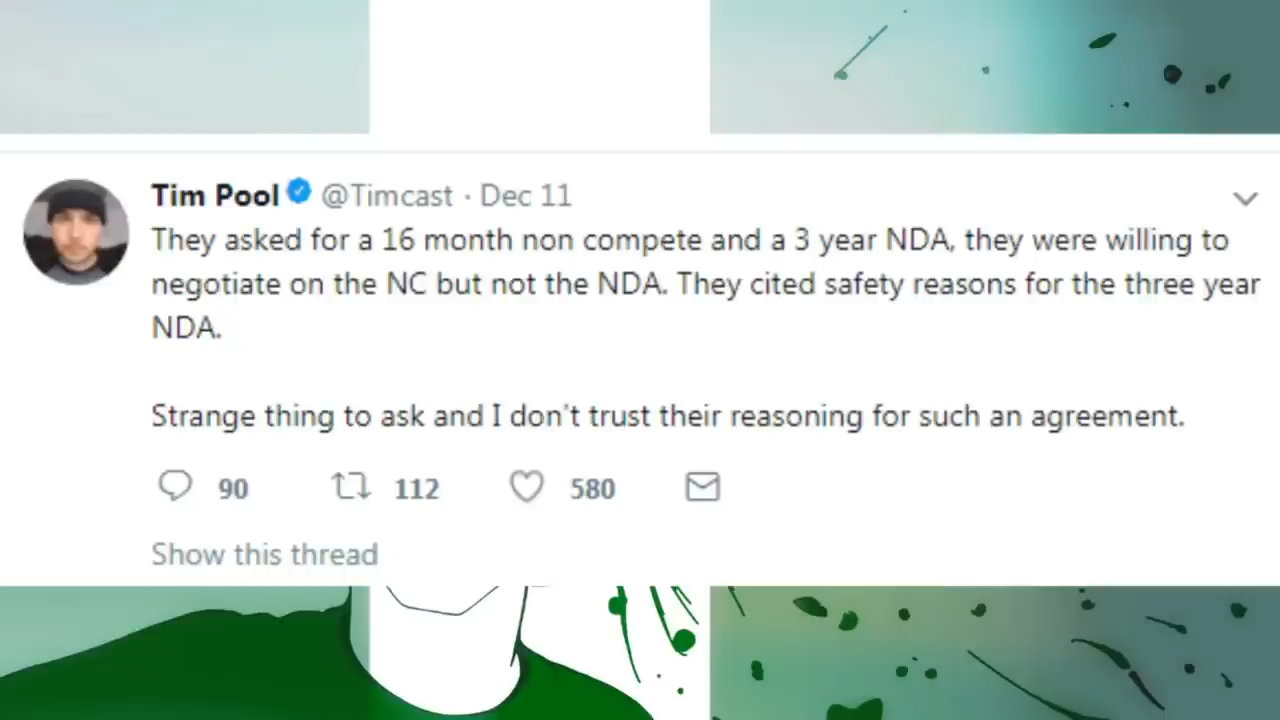 Tim Pool @Timcast · Dec 11
They asked for a 16 month non compete and a 3 year NDA, they were willing to
negotiate on the NC but not the NDA. They cited safety reasons for the three year
NDA.
Strange thing to ask and I don't trust their reasoning for such an agreement.
90 112 580
Show this thread